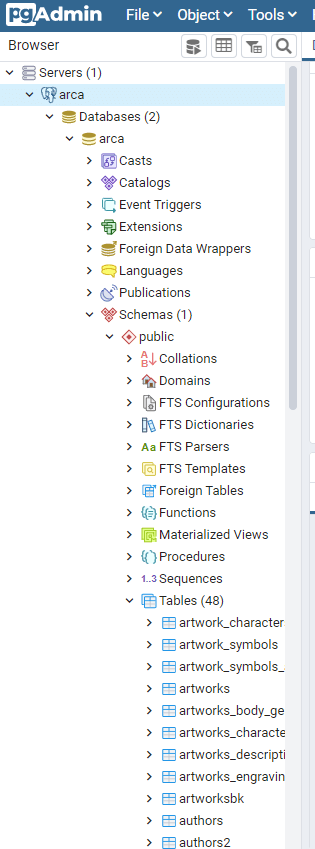 pgAdmin File Object Tools
Browser
Servers (1)
arca
Databases (2)
arca
Casts
Catalogs
Event Triggers
Extensions
Foreign Data Wrappers
Languages
Publications
Schemas (1)
public
Collations
Domains
FTS Configurations
FTS Dictionaries
FTS Parsers
FTS Templates
Foreign Tables
Functions
Materialized Views
Procedures
1..3 Sequences
Tables (48)
artwork_character
artwork_symbols
artwork_symbols_
artworks
artworks_body_ge
artworks_characte
artworks_descripti
artworks_engravin
artworksbk
authors
authors2